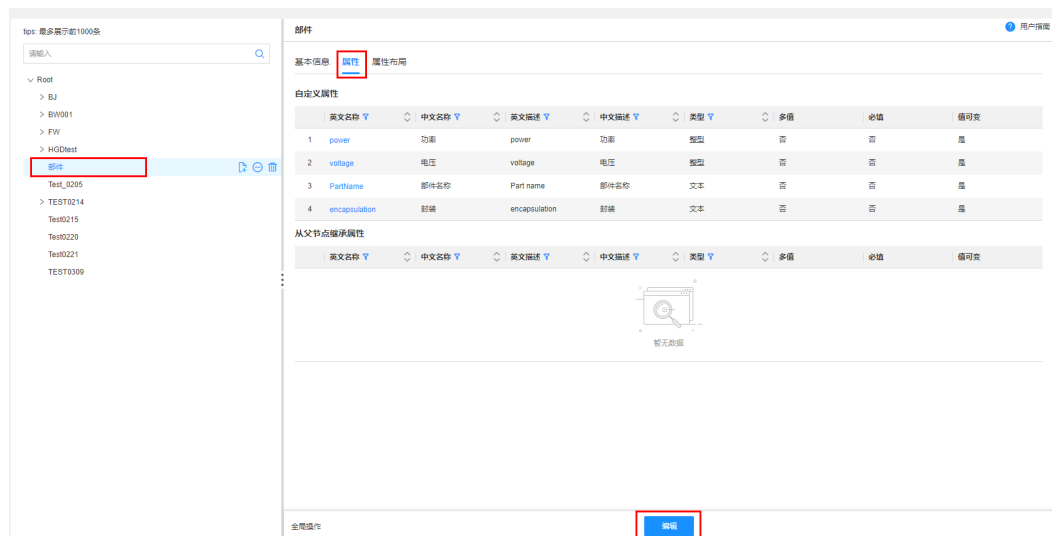 tips: 最多展示前1000条
请输入
Root
BJ
BW001
FW
HGDtest
部件
Test_0205
TEST0214
Test0215
Test0220
Test0221
TEST0309
部件
用户指南
基本信息 属性 属性布局
自定义属性
英文名称 中文名称 英文描述 中文描述 类型 多值 必填 值可变
1 power 功率 power 功率 整型 否 否 是
2 voltage 电压 voltage 电压 整型 否 否 是
3 PartName 部件名称 Part name 部件名称 文本 否 否 是
4 encapsulation 封装 encapsulation 封装 文本 否 否 是
从父节点继承属性
英文名称 中文名称 英文描述 中文描述 类型 多值 必填 值可变
暂无数据
全局操作 编辑